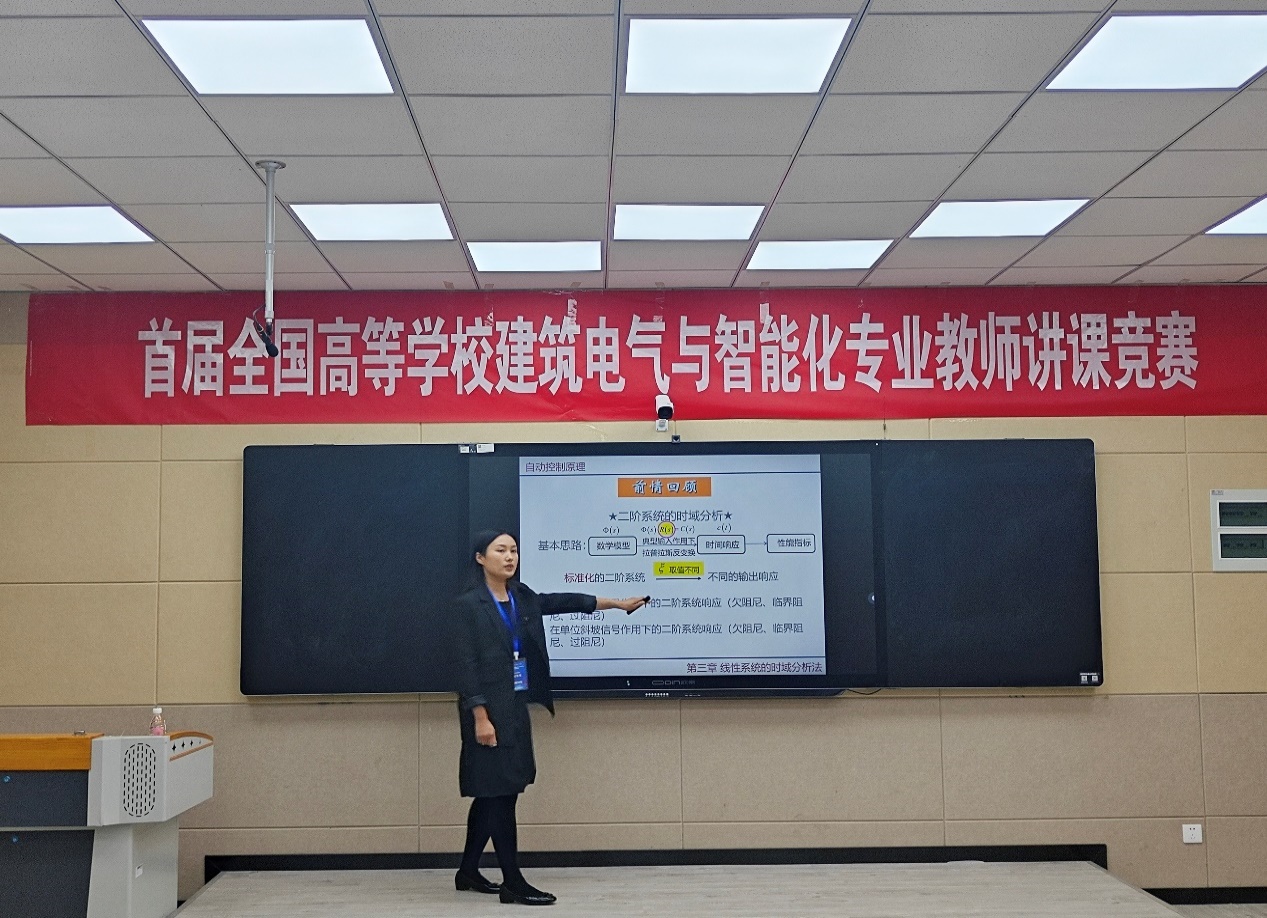 首届全国高等学校建筑电气与智能化专业教师讲课竞赛
自动控制原理
前情回顾
★二阶系统的时域分析★
Φ(s) Φ(s) R(s) C(s) c(t)
基本思路： 数学模型 典型输入作用下 时间响应 性能指标
拉普拉斯反变换
ξ 取值不同
标准化的二阶系统 不同的输出响应
下的二阶系统响应（欠阻尼、临界阻
尼、过阻尼）
在单位斜坡信号作用下的二阶系统响应（欠阻尼、临界阻
尼、过阻尼）
第三章 线性系统的时域分析法